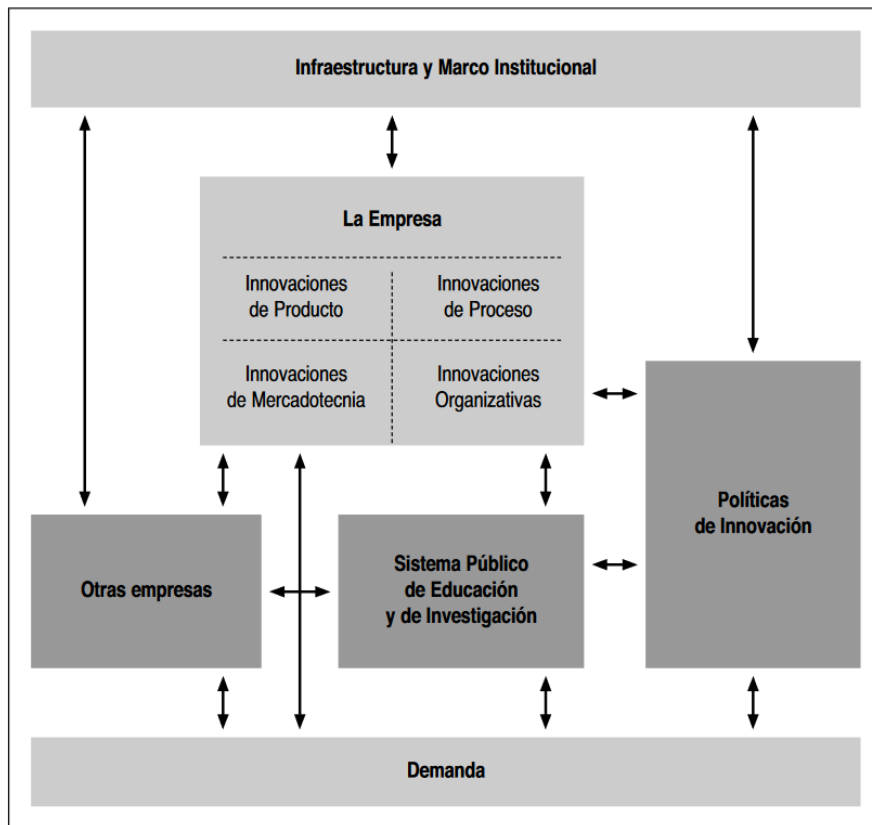 Infraestructura y Marco Institucional
La Empresa
Innovaciones
de Producto
Innovaciones
de Proceso
Innovaciones
de Mercadotecnia
Innovaciones
Organizativas
Políticas
de Innovación
Otras empresas
Sistema Público
de Educación
y de Investigación
Demanda